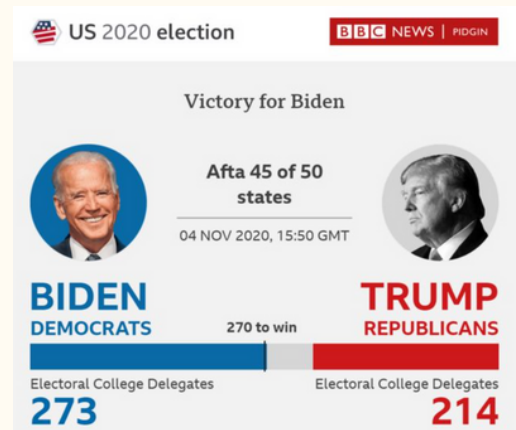 US 2020 election
BBC NEWS | PIDGIN
Victory for Biden
Afta 45 of 50
states
04 NOV 2020, 15:50 GMT
BIDEN
DEMOCRATS
270 to win
TRUMP
REPUBLICANS
Electoral College Delegates
273
Electoral College Delegates
214